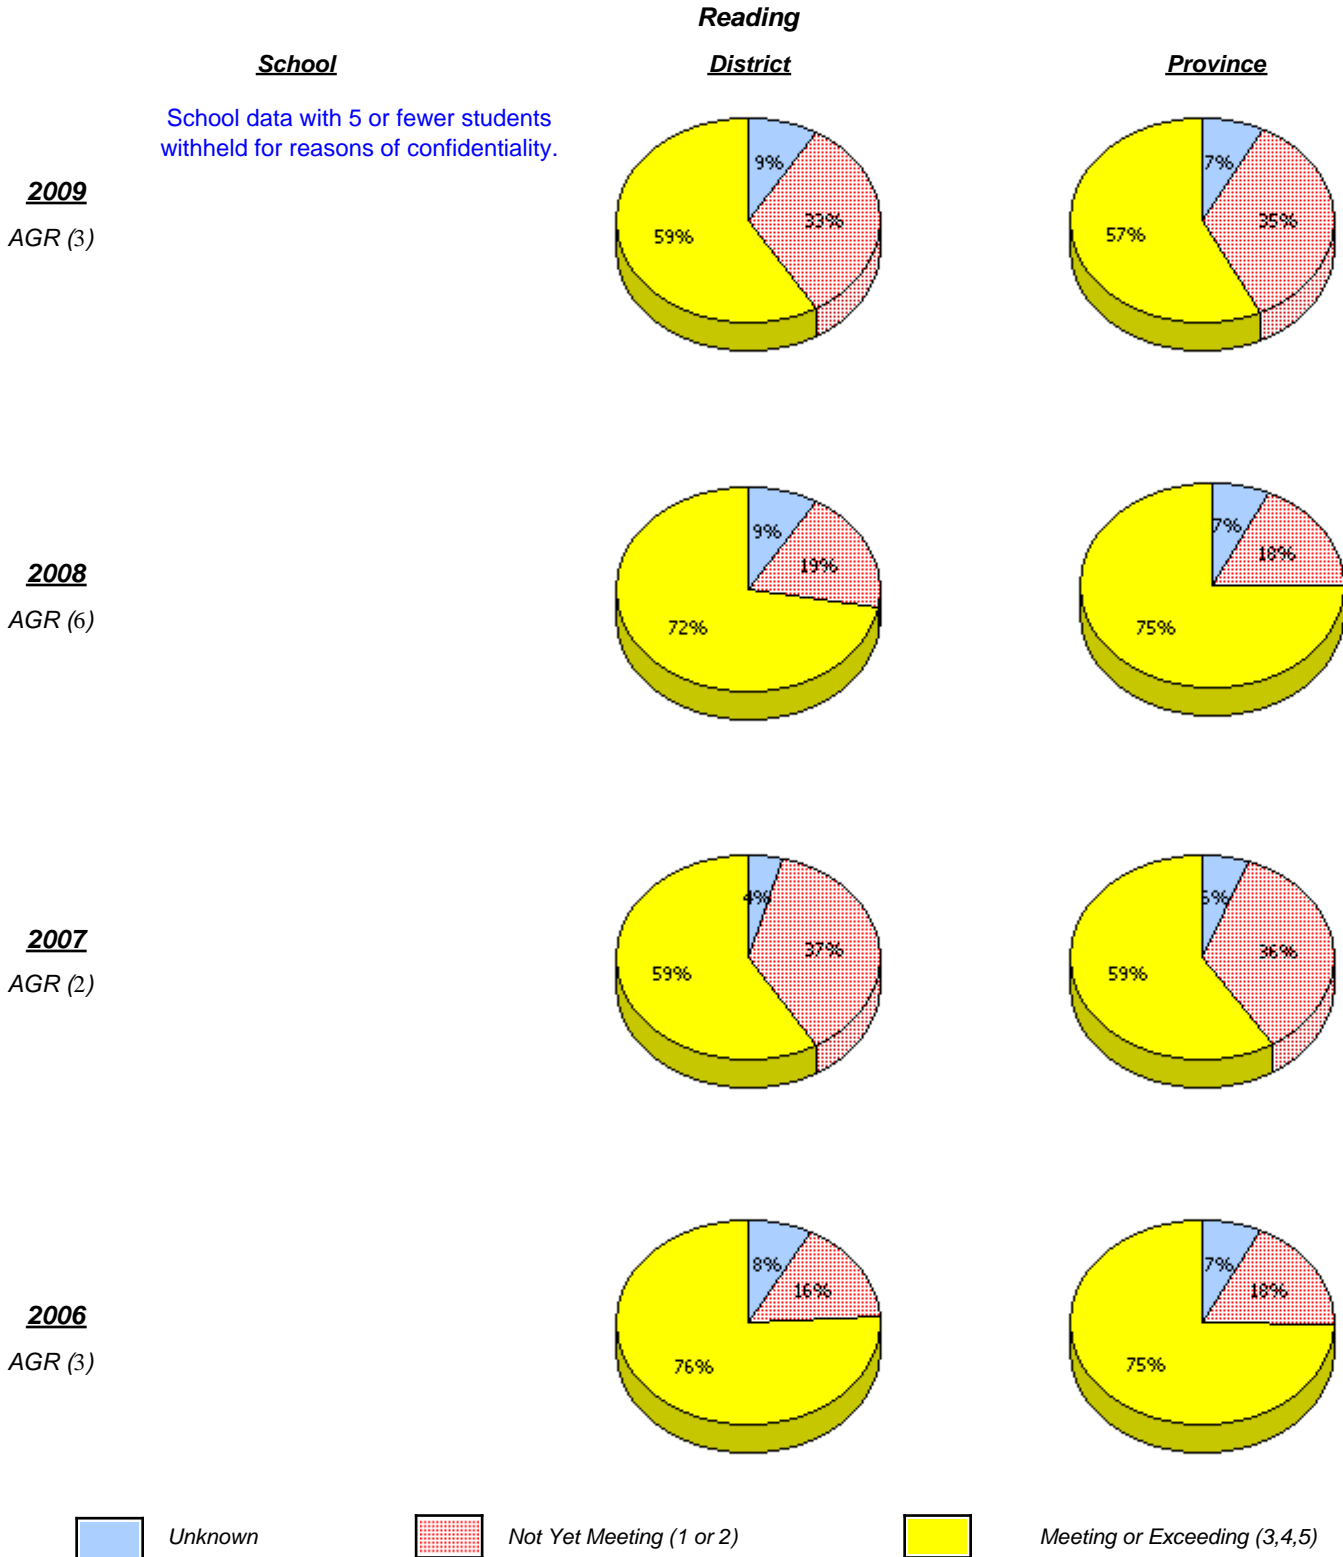 Reading
School District Province
School data with 5 or fewer students
withheld for reasons of confidentiality.
2009
AGR (3)
9% 33% 59%
7% 35% 57%
2008
AGR (6)
9% 19% 72%
7% 18% 75%
2007
AGR (2)
4% 37% 59%
5% 36% 59%
2006
AGR (3)
8% 16% 76%
7% 18% 75%
Unknown Not Yet Meeting (1 or 2) Meeting or Exceeding (3,4,5)